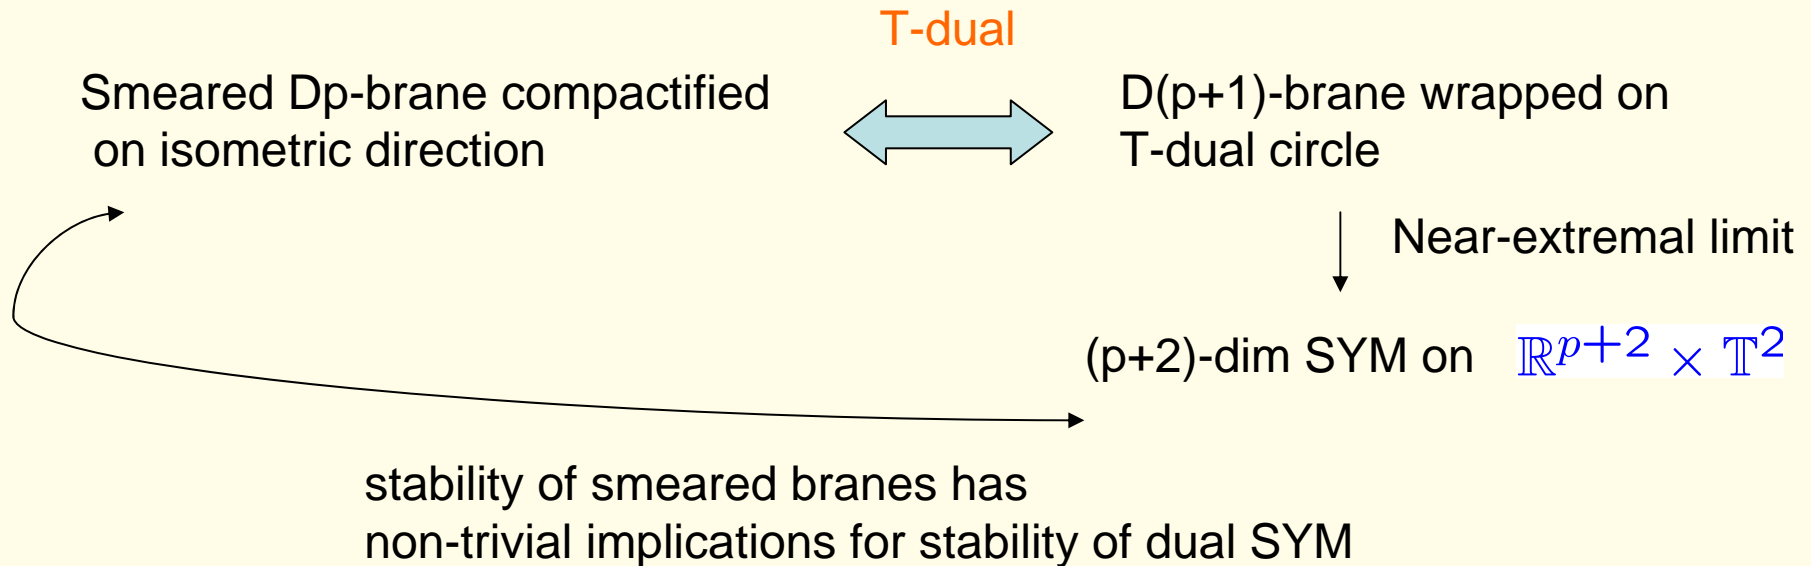 T-dual
Smeared Dp-brane compactified
on isometric direction
D(p+1)-brane wrapped on
T-dual circle
Near-extremal limit
(p+2)-dim SYM on ℝ^{p+2} × 𝕋^2
stability of smeared branes has
non-trivial implications for stability of dual SYM